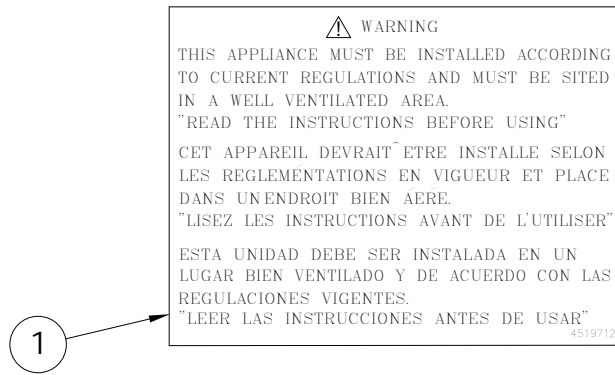 WARNING
THIS APPLIANCE MUST BE INSTALLED ACCORDING
TO CURRENT REGULATIONS AND MUST BE SITED
IN A WELL VENTILATED AREA.
"READ THE INSTRUCTIONS BEFORE USING"
CET APPAREIL DEVRAIT ^ETRE INSTALLE SELON
LES REGLEMENTATIONS EN VIGUEUR ET PLACE
DANS UNENDROIT BIEN AERE.
"LISEZ LES INSTRUCTIONS AVANT DE L'UTILISER"
ESTA UNIDAD DEBE SER INSTALADA EN UN
LUGAR BIEN VENTILADO Y DE ACUERDO CON LAS
REGULACIONES VIGENTES.
"LEER LAS INSTRUCCIONES ANTES DE USAR"
4519712
1